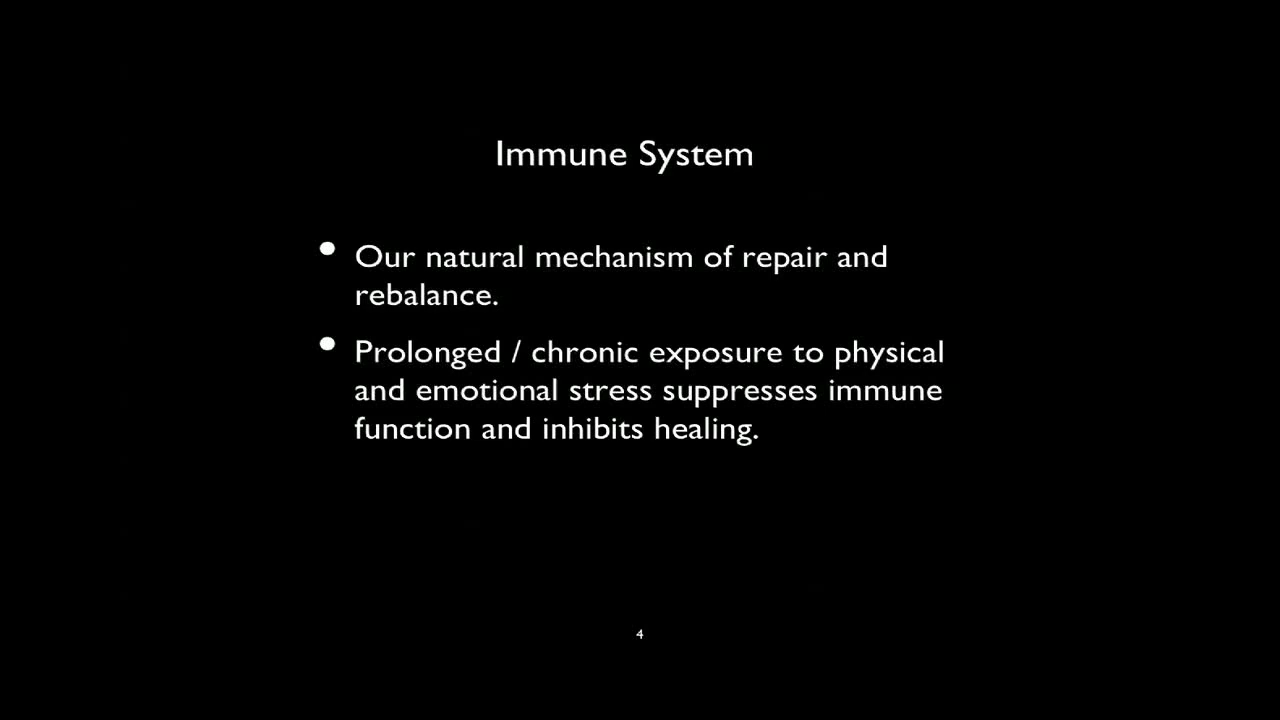 Immune System
• Our natural mechanism of repair and
rebalance.
• Prolonged / chronic exposure to physical
and emotional stress suppresses immune
function and inhibits healing.
4